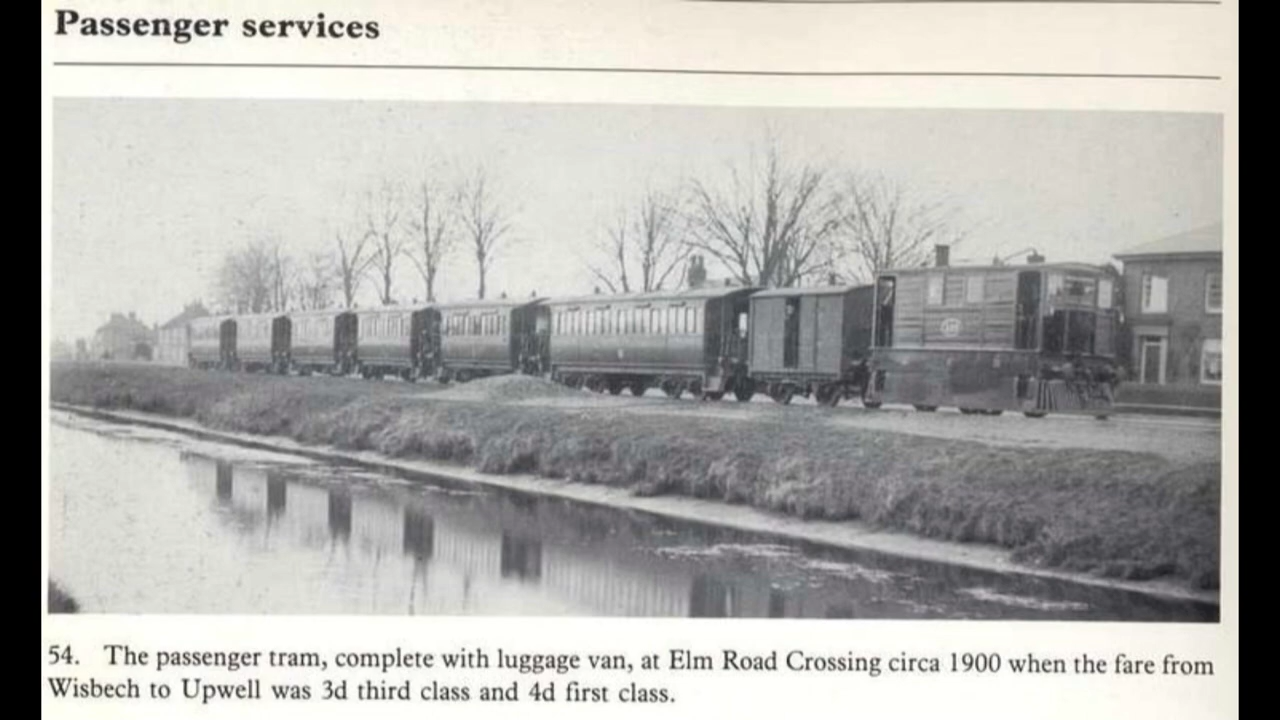 Passenger services
54. The passenger tram, complete with luggage van, at Elm Road Crossing circa 1900 when the fare from
Wisbech to Upwell was 3d third class and 4d first class.